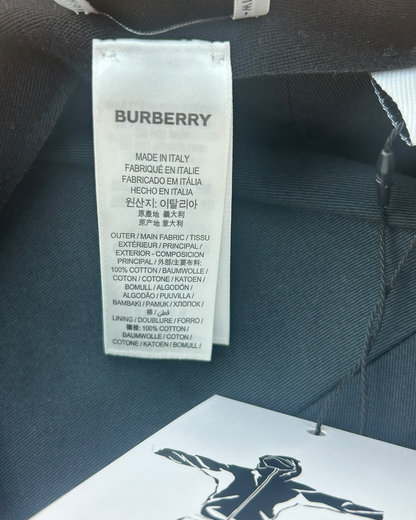 BURBERRY
MADE IN ITALY
FABRIQUÉ EN ITALIE
FABRICADO EM ITÁLIA
HECHO EN ITALIA
원산지: 이탈리아
原產地 義大利
原产地 意大利
OUTER / MAIN FABRIC / TISSU
EXTÉRIEUR / PRINCIPAL /
EXTERIOR - COMPOSICION
PRINCIPAL / 外部/主要布料:
100% COTTON / BAUMWOLLE /
COTON / COTONE / KATOEN /
BOMULL / ALGODÓN /
ALGODÃO / PUUVILLA /
BAMBAKI / PAMUK / ХЛОПОК /
棉 / قطن /
LINING / DOUBLURE / FORRO /
襯裡: 100% COTTON /
BAUMWOLLE / COTON /
COTONE / KATOEN / BOMULL /